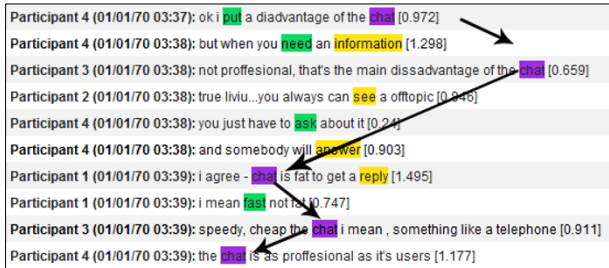 Participant 4 (01/01/70 03:37): ok i put a diadvantage of the chat [0.972]
Participant 4 (01/01/70 03:38): but when you need an information [1.298]
Participant 3 (01/01/70 03:38): not proffesional, that's the main dissadvantage of the chat [0.659]
Participant 2 (01/01/70 03:38): true liviu...you always can see a offtopic [0.846]
Participant 4 (01/01/70 03:38): you just have to ask about it [0.24]
Participant 4 (01/01/70 03:38): and somebody will answer [0.903]
Participant 1 (01/01/70 03:39): i agree - chat is fat to get a reply [1.495]
Participant 1 (01/01/70 03:39): i mean fast not fat [0.747]
Participant 3 (01/01/70 03:39): speedy, cheap the chat i mean , something like a telephone [0.911]
Participant 4 (01/01/70 03:39): the chat is as proffesional as it's users [1.177]